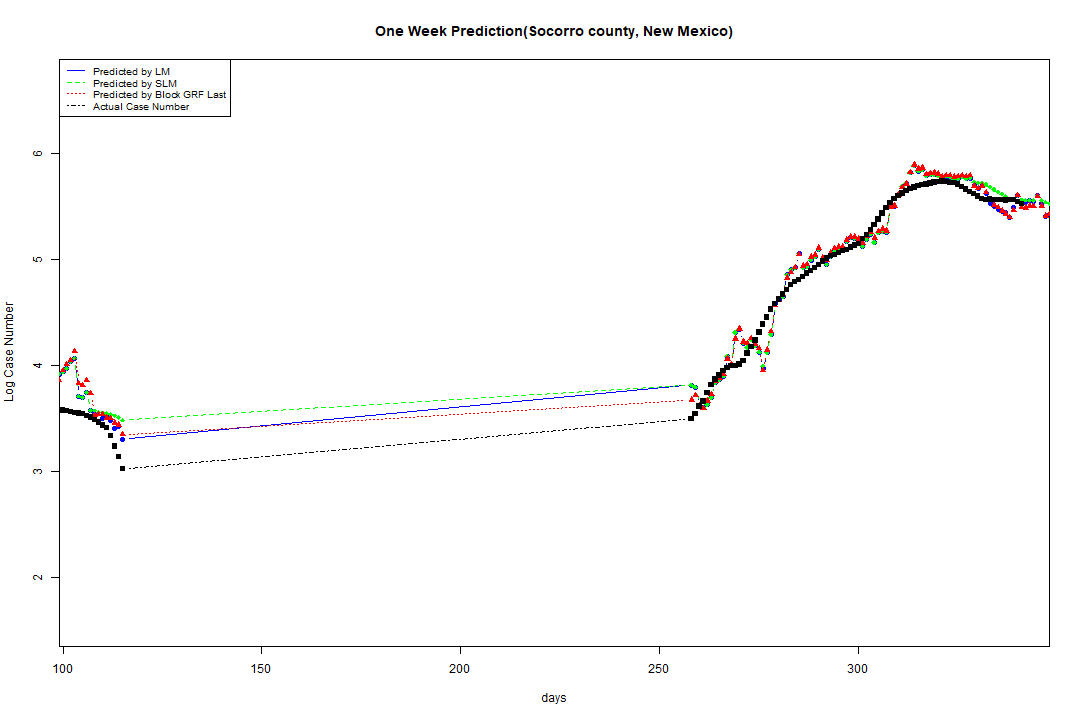 One Week Prediction(Socorro county, New Mexico)
Predicted by LM
Predicted by SLM
Predicted by Block GRF Last
Actual Case Number
6
5
4
3
2
Log Case Number
100 150 200 250 300
days